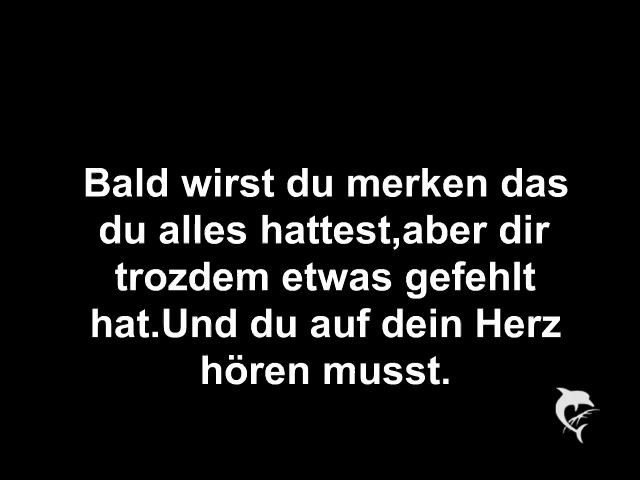 Bald wirst du merken das
du alles hattest,aber dir
trozdem etwas gefehlt
hat.Und du auf dein Herz
hören musst.